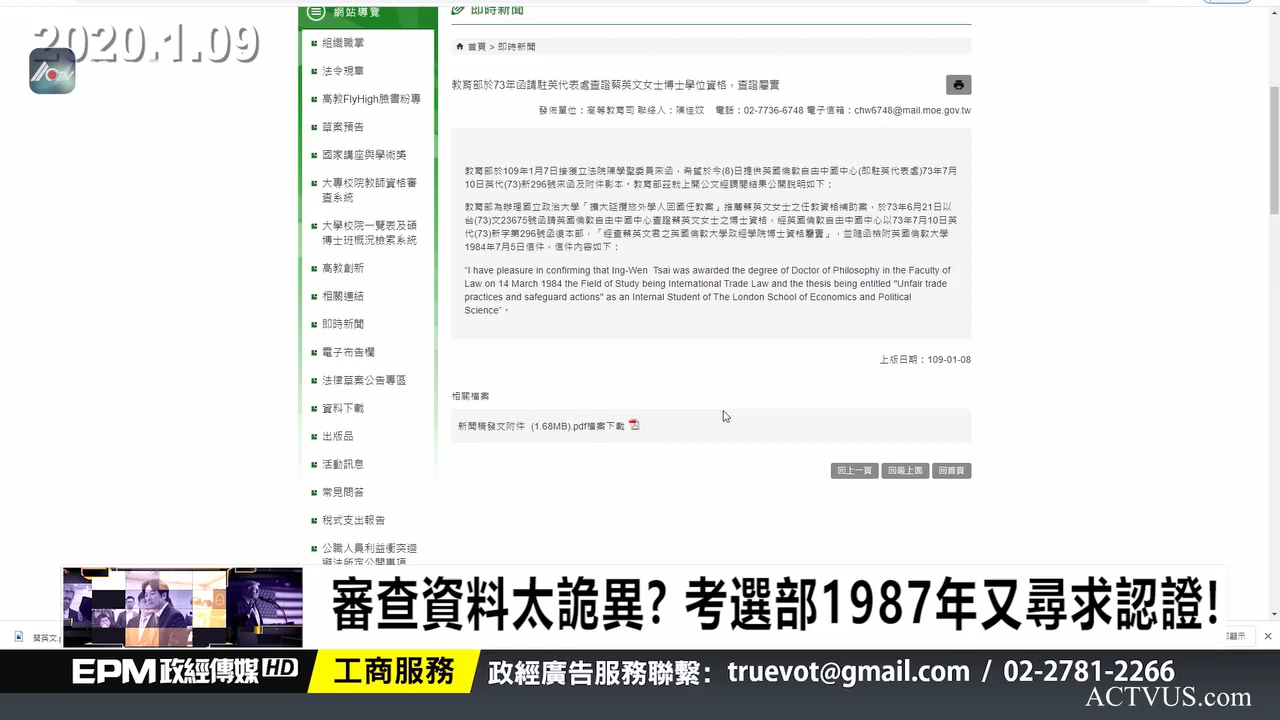 2020.1.09
網站導覽
組織職掌
法令規章
高教FlyHigh臉書粉專
草案預告
國家講座與學術獎
大專校院教師資格審
查系統
大學校院一覽表及碩
博士班概況檢索系統
高教創新
相關連結
即時新聞
電子布告欄
法律草案公告專區
資料下載
出版品
活動訊息
常見問答
稅式支出報告
公職人員利益衝突迴
避法所定公開事項
即時新聞
首頁 > 即時新聞
教育部於73年函請駐英代表處查證蔡英文女士博士學位資格，查證屬實
發佈單位：高等教育司 聯絡人：陳佳姣 電話：02-7736-6748 電子信箱：chw6748@mail.moe.gov.tw
教育部於109年1月7日接獲立法院陳學聖委員來函，希望於今(8)日提供英國倫敦自由中國中心(即駐英代表處)73年7月
10日英代(73)新296號來函及附件影本。教育部茲就上開公文經調閱結果公開說明如下：
教育部為辦理國立政治大學「擴大延攬旅外學人回國任教案」推薦蔡英文女士之任教資格補助案，於73年6月21日以
台(73)文23675號函請英國倫敦自由中國中心查證蔡英文女士之博士資格，經英國倫敦自由中國中心以73年7月10日英
代(73)新字第296號函復本部，「經查蔡英文君之英國倫敦大學政經學院博士資格屬實」，並隨函檢附英國倫敦大學
1984年7月5日信件，信件內容如下：
“I have pleasure in confirming that Ing-Wen Tsai was awarded the degree of Doctor of Philosophy in the Faculty of
Law on 14 March 1984 the Field of Study being International Trade Law and the thesis being entitled "Unfair trade
practices and safeguard actions" as an Internal Student of The London School of Economics and Political
Science”。
上版日期：109-01-08
相關檔案
新聞稿發文附件 (1.68MB).pdf檔案下載
回上一頁 回最上面 回首頁
審查資料太詭異? 考選部1987年又尋求認證!
EPM政經傳媒HD
工商服務
政經廣告服務聯繫：truevot@gmail.com / 02-2781-2266
ACTVUS.com